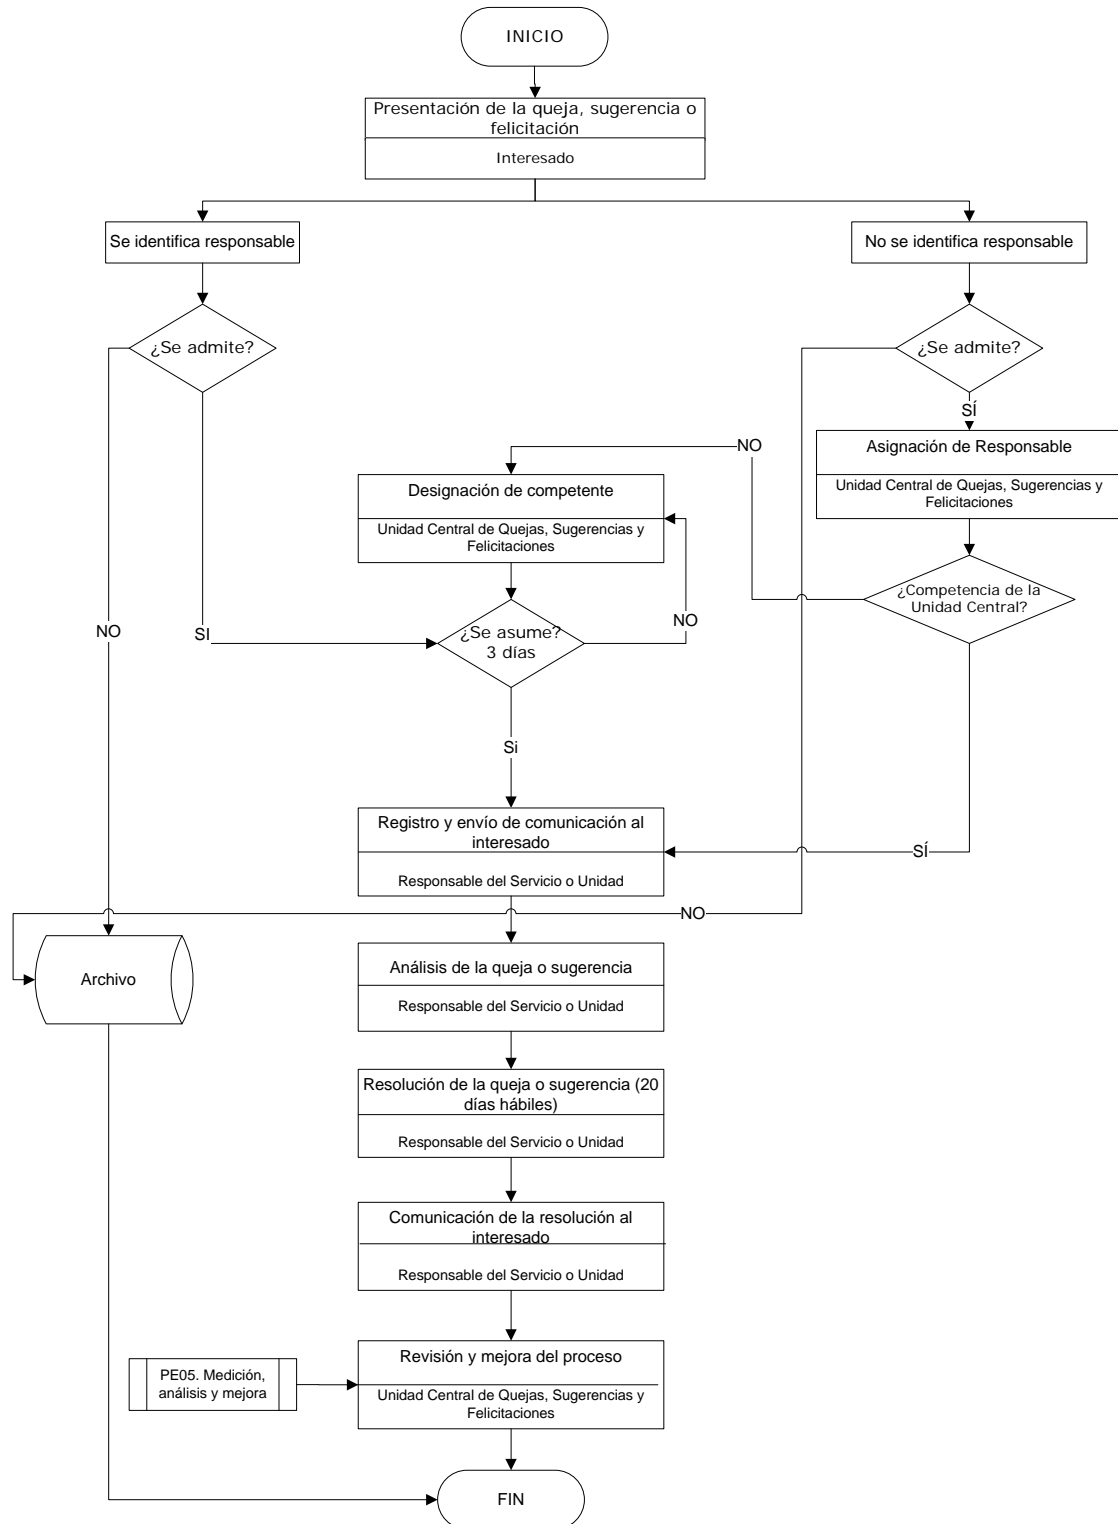 INICIO
Presentación de la queja, sugerencia o
felicitación
Interesado
Se identifica responsable
No se identifica responsable
¿Se admite?
¿Se admite?
SÍ
NO
Asignación de Responsable
Unidad Central de Quejas, Sugerencias y
Felicitaciones
Designación de competente
Unidad Central de Quejas, Sugerencias y
Felicitaciones
¿Competencia de la
Unidad Central?
NO
SI
¿Se asume?
3 días
NO
Si
Registro y envío de comunicación al
interesado
Responsable del Servicio o Unidad
SÍ
NO
Archivo
Análisis de la queja o sugerencia
Responsable del Servicio o Unidad
Resolución de la queja o sugerencia (20
días hábiles)
Responsable del Servicio o Unidad
Comunicación de la resolución al
interesado
Responsable del Servicio o Unidad
PE05. Medición,
análisis y mejora
Revisión y mejora del proceso
Unidad Central de Quejas, Sugerencias y
Felicitaciones
FIN